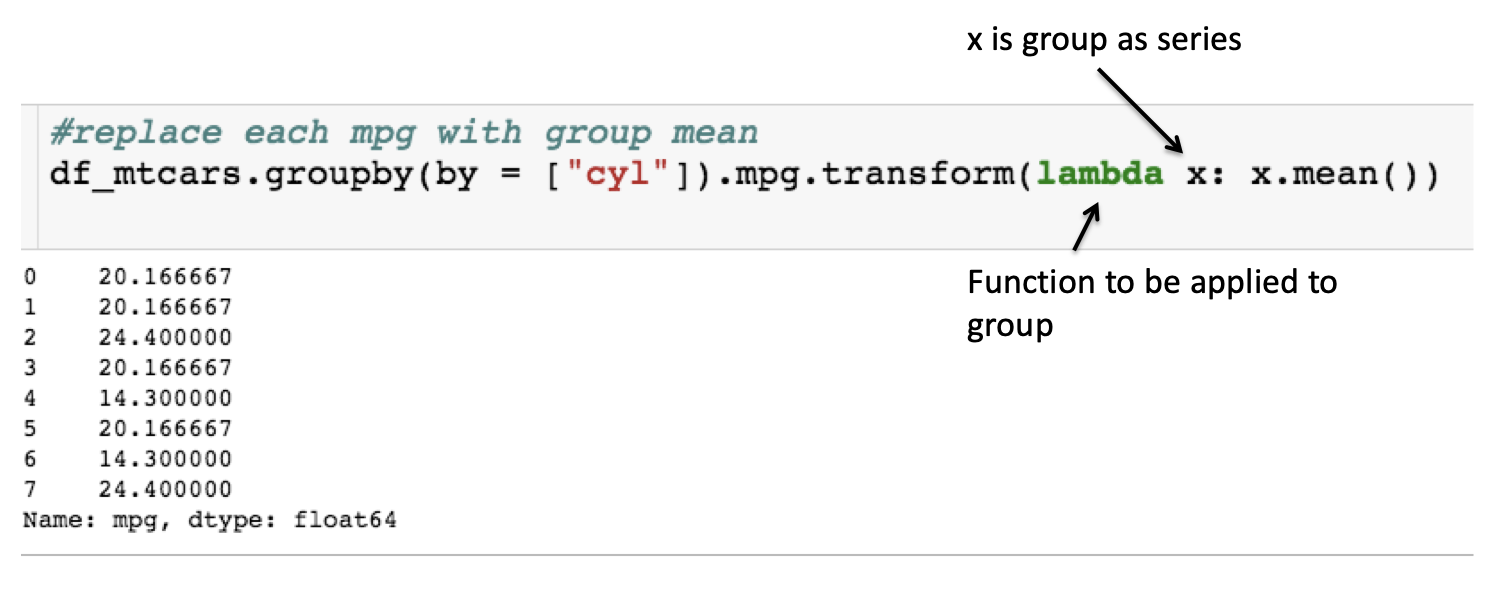 x is group as series
#replace each mpg with group mean
df_mtcars.groupby(by = ["cyl"]).mpg.transform(lambda x: x.mean())
Function to be applied to
group
0 20.166667
1 20.166667
2 24.400000
3 20.166667
4 14.300000
5 20.166667
6 14.300000
7 24.400000
Name: mpg, dtype: float64